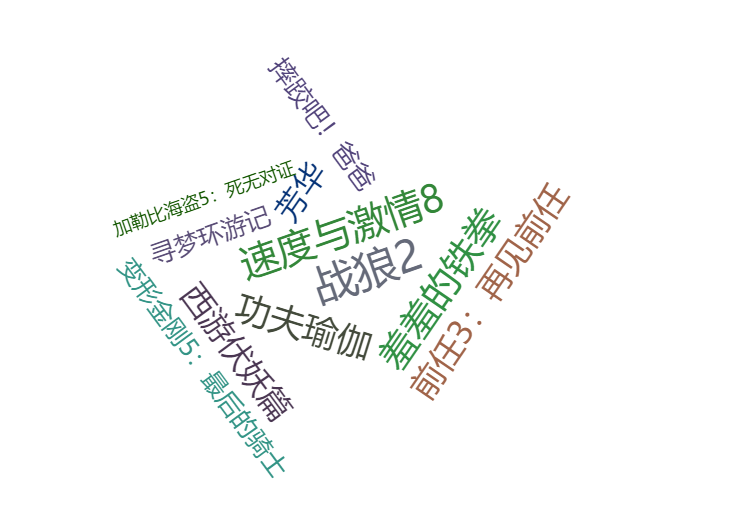 摔跤吧！爸爸
加勒比海盗5：死无对证
芳华
寻梦环游记
速度与激情8
战狼2
羞羞的铁拳
前任3：再见前任
功夫瑜伽
西游伏妖篇
变形金刚5：最后的骑士